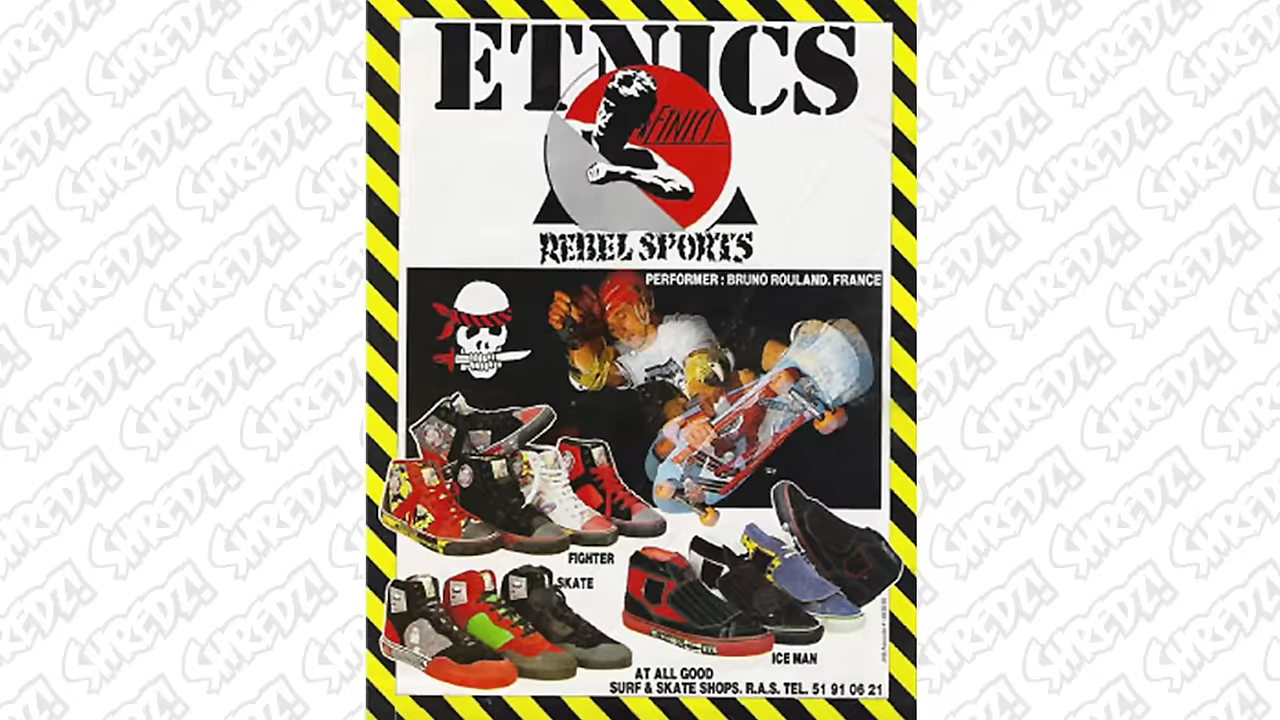 ETNICS
ETNICS
REBEL SPORTS
PERFORMER : BRUNO ROULAND. FRANCE
FIGHTER
SKATE
ICE MAN
AT ALL GOOD
SURF & SKATE SHOPS. R.A.S. TEL. 51 91 06 21
SHREDZ!